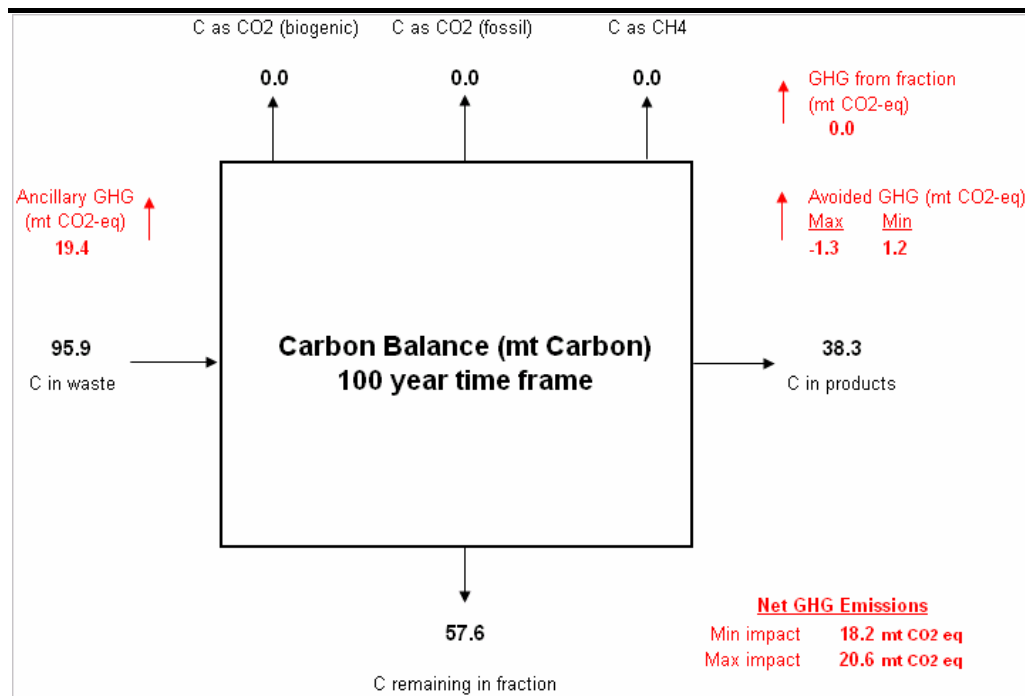 C as CO2 (biogenic) C as CO2 (fossil) C as CH4
0.0 0.0 0.0
GHG from fraction
(mt CO2-eq)
0.0
Ancillary GHG
(mt CO2-eq)
19.4
Avoided GHG (mt CO2-eq)
Max Min
-1.3 1.2
95.9
C in waste
Carbon Balance (mt Carbon)
100 year time frame
38.3
C in products
57.6
C remaining in fraction
Net GHG Emissions
Min impact 18.2 mt CO2 eq
Max impact 20.6 mt CO2 eq